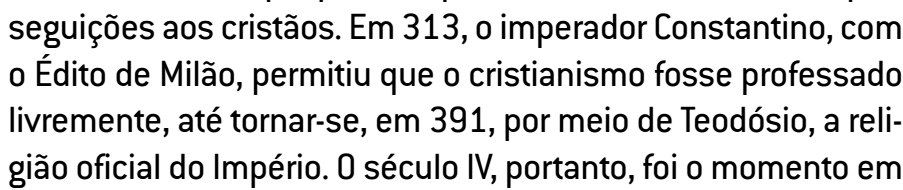 seguições aos cristãos. Em 313, o imperador Constantino, com
o Édito de Milão, permitiu que o cristianismo fosse professado
livremente, até tornar-se, em 391, por meio de Teodósio, a reli-
gião oficial do Império. O século IV, portanto, foi o momento em